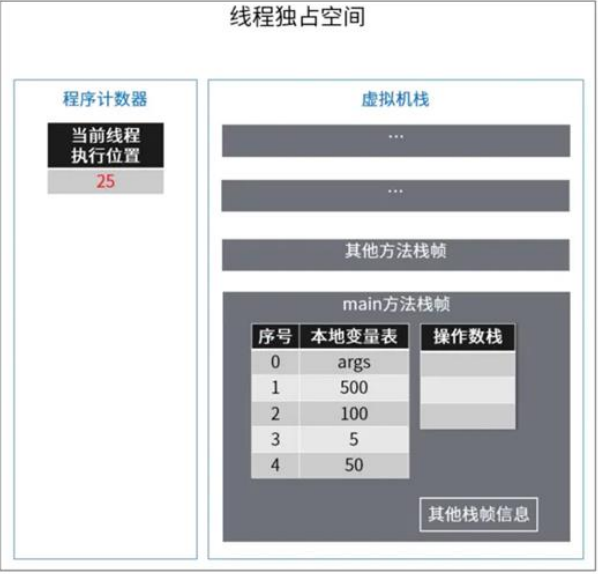 线程独占空间
程序计数器
当前线程
执行位置
25
虚拟机栈
...
...
其他方法栈帧
main方法栈帧
序号 本地变量表
0 args
1 500
2 100
3 5
4 50
操作数栈
其他栈帧信息